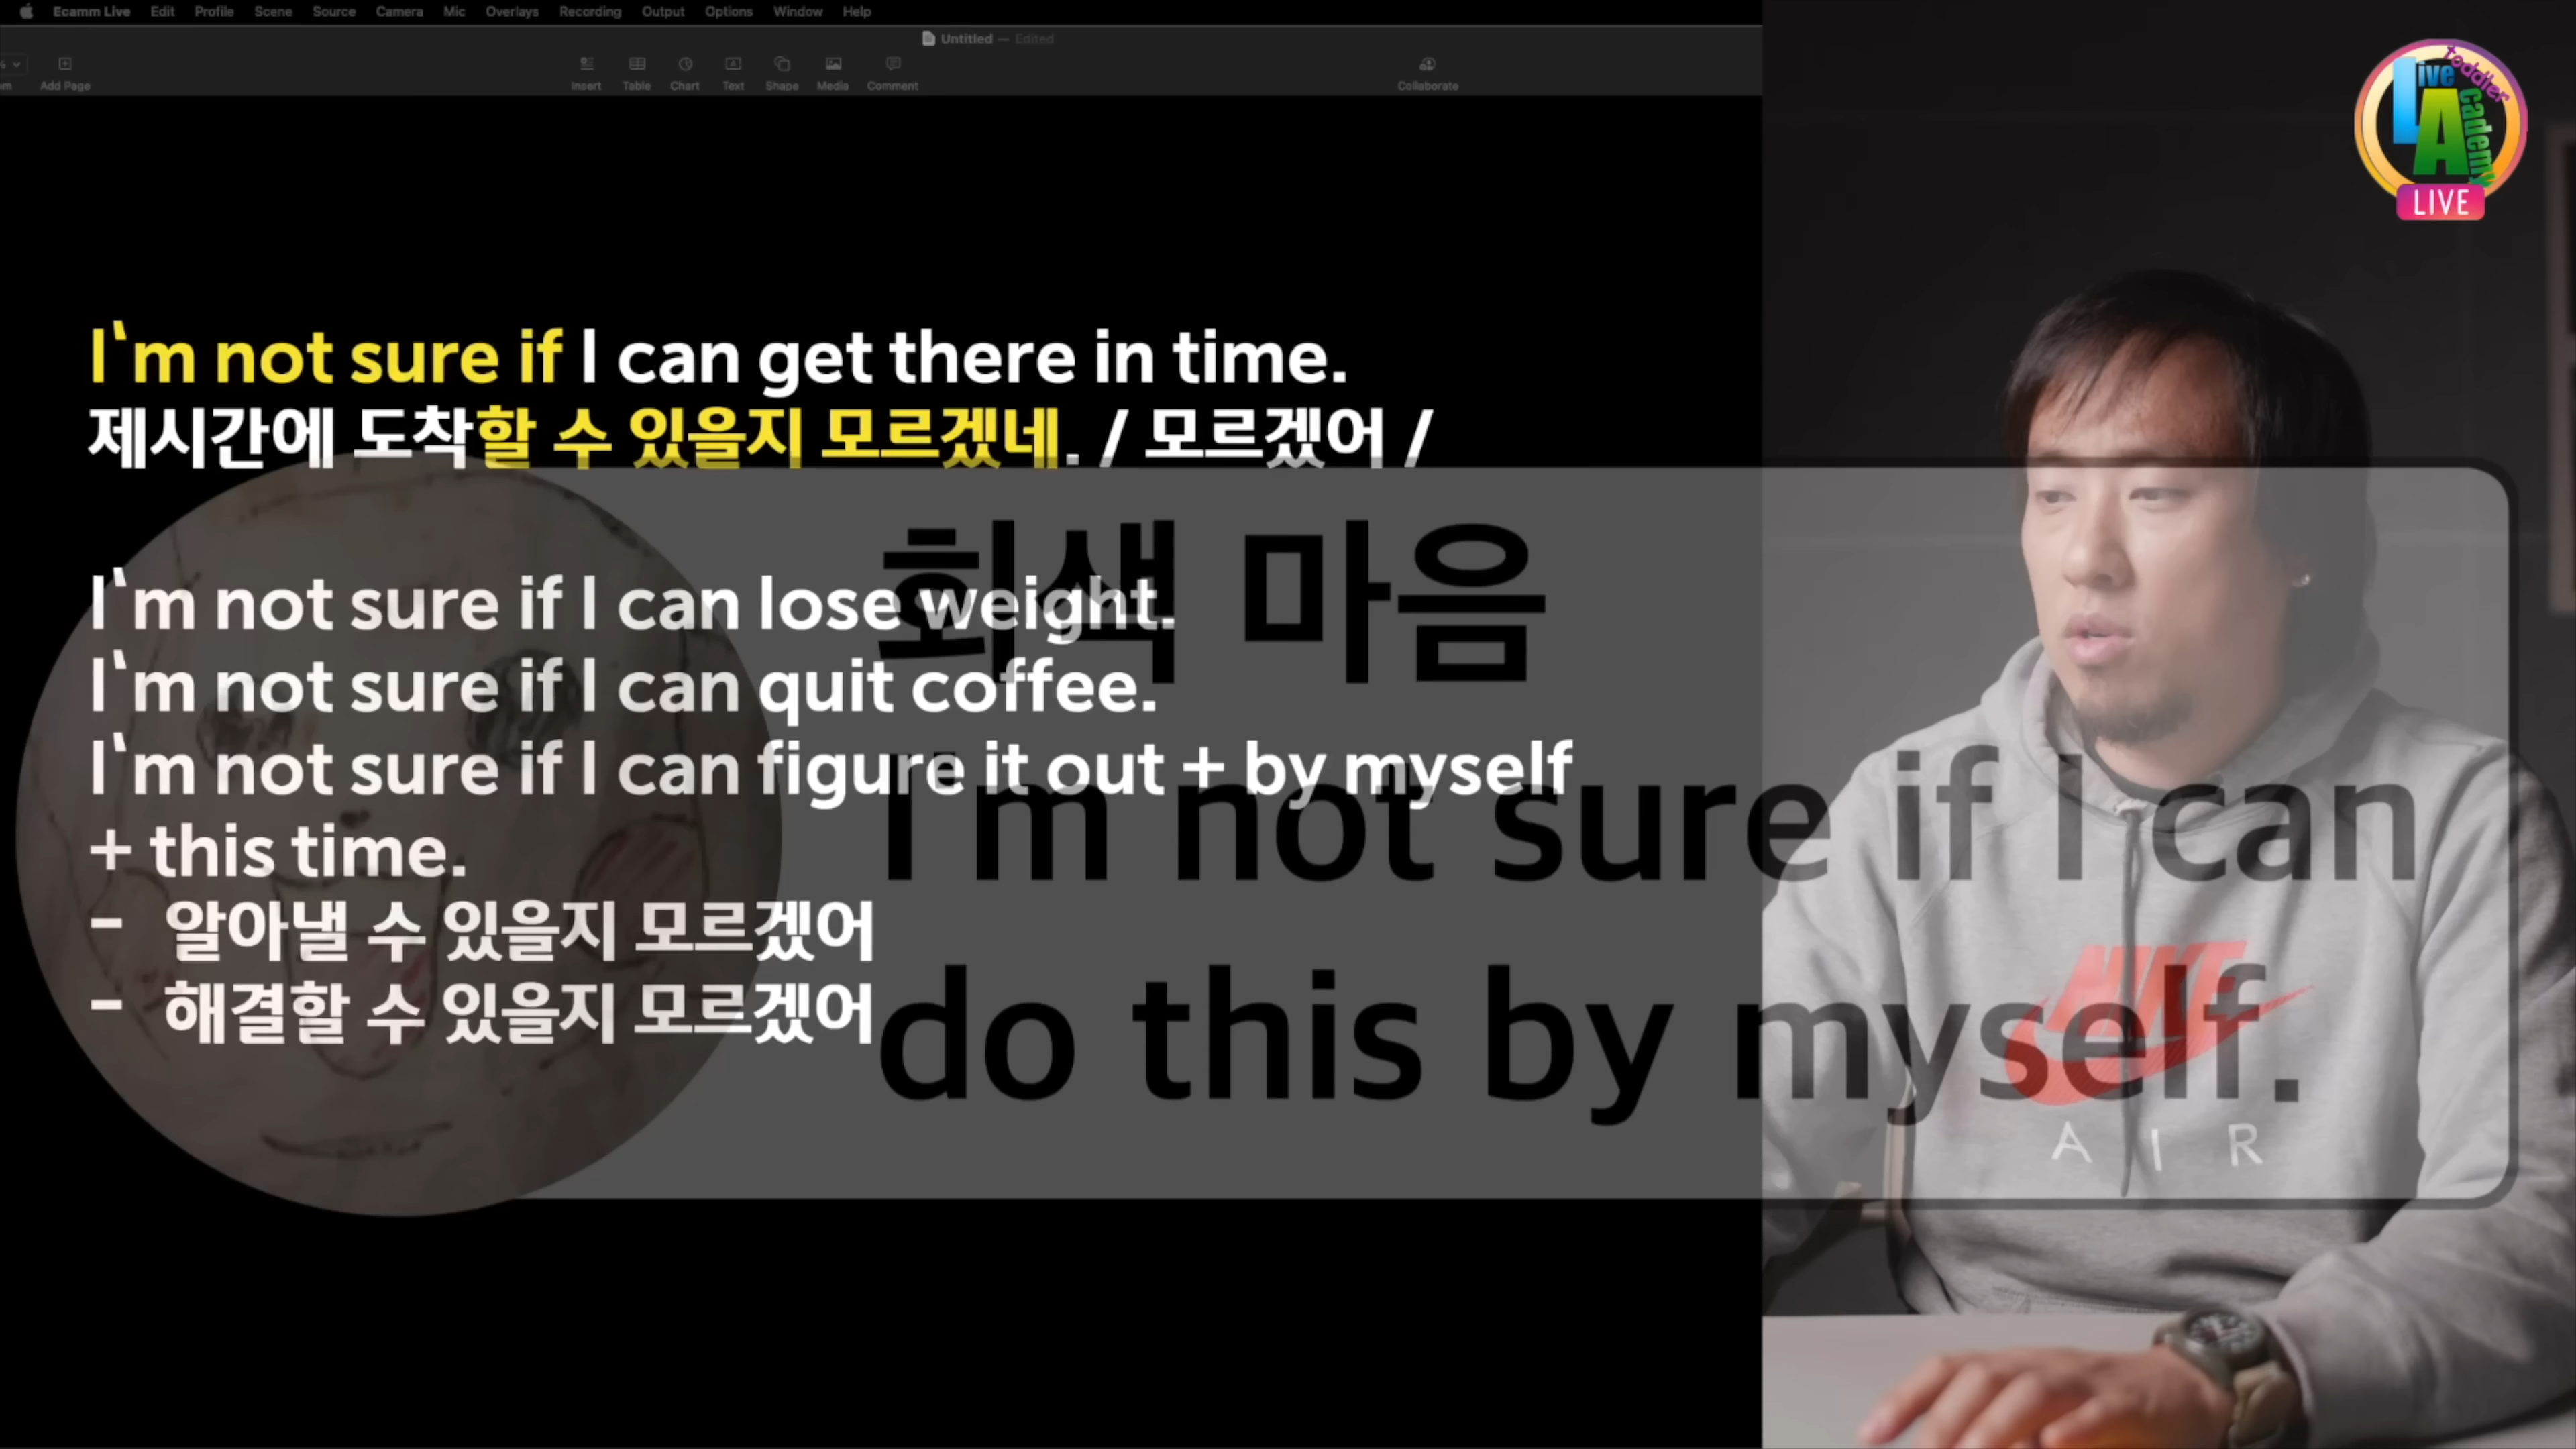 Ecamm Live Edit Profile Scene Source Camera Mic Overlays Recording Output Options Window Help
Untitled — Edited
Add Page Insert Table Chart Text Shape Media Comment Collaborate
Live Academy Toddler
LIVE
I'm not sure if I can get there in time.
제시간에 도착할 수 있을지 모르겠네. / 모르겠어 /
I'm not sure if I can lose weight.
I'm not sure if I can quit coffee.
I'm not sure if I can figure it out + by myself
+ this time.
- 알아낼 수 있을지 모르겠어
- 해결할 수 있을지 모르겠어
회색 마음
I'm not sure if I can
do this by myself.
NIKE
AIR